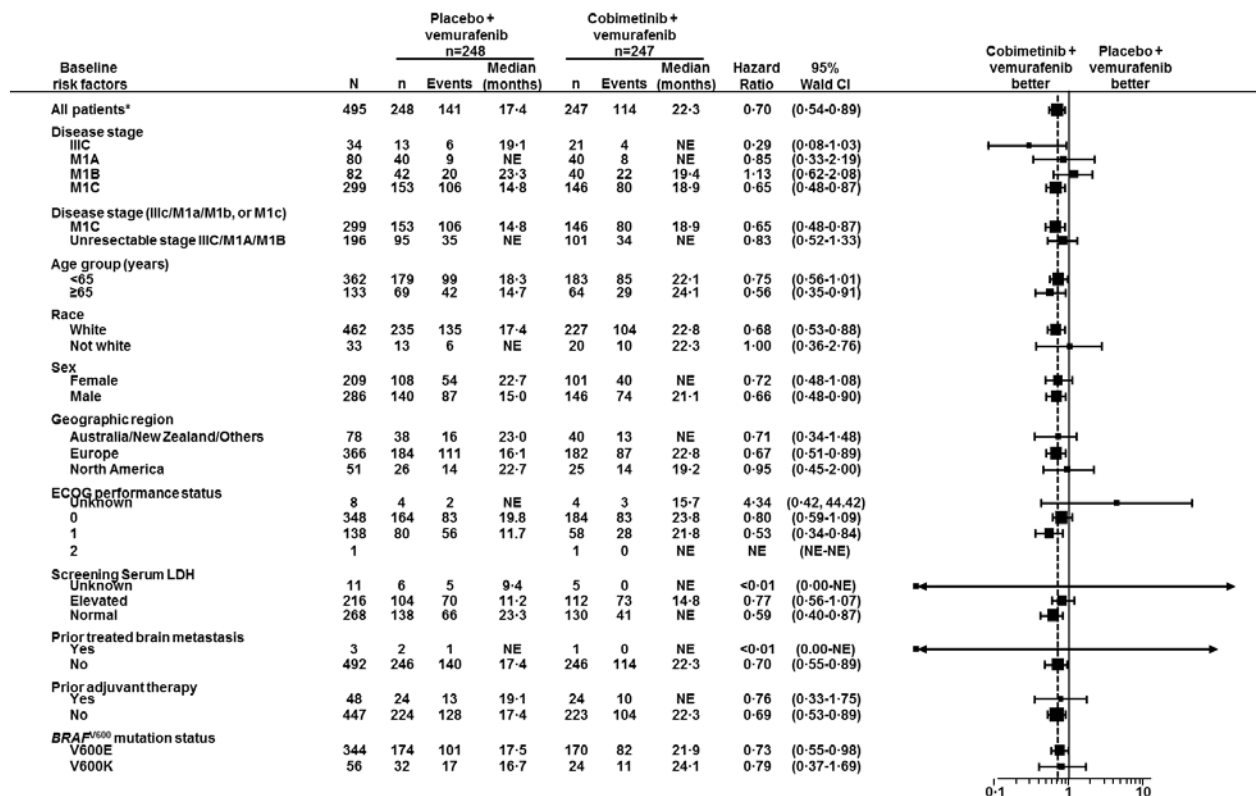 Placebo + Cobimetinib +
vemurafenib vemurafenib
n=248 n=247 Cobimetinib + Placebo +
Baseline Median Median Hazard 95% vemurafenib vemurafenib
risk factors N n Events (months) n Events (months) Ratio Wald CI better better
All patients* 495 248 141 17·4 247 114 22·3 0·70 (0·54-0·89)
Disease stage
IIIC 34 13 6 19·1 21 4 NE 0·29 (0·08-1·03)
M1A 80 40 9 NE 40 8 NE 0·85 (0·33-2·19)
M1B 82 42 20 23·3 40 22 19·4 1·13 (0·62-2·08)
M1C 299 153 106 14·8 146 80 18·9 0·65 (0·48-0·87)
Disease stage (IIIc/M1a/M1b, or M1c)
M1C 299 153 106 14·8 146 80 18·9 0·65 (0·48-0·87)
Unresectable stage IIIC/M1A/M1B 196 95 35 NE 101 34 NE 0·83 (0·52-1·33)
Age group (years)
<65 362 179 99 18·3 183 85 22·1 0·75 (0·56-1·01)
≥65 133 69 42 14·7 64 29 24·1 0·56 (0·35-0·91)
Race
White 462 235 135 17·4 227 104 22·8 0·68 (0·53-0·88)
Not white 33 13 6 NE 20 10 22·3 1·00 (0·36-2·76)
Sex
Female 209 108 54 22·7 101 40 NE 0·72 (0·48-1·08)
Male 286 140 87 15·0 146 74 21·1 0·66 (0·48-0·90)
Geographic region
Australia/New Zealand/Others 78 38 16 23·0 40 13 NE 0·71 (0·34-1·48)
Europe 366 184 111 16·1 182 87 22·8 0·67 (0·51-0·89)
North America 51 26 14 22·7 25 14 19·2 0·95 (0·45-2·00)
ECOG performance status
Unknown 8 4 2 NE 4 3 15·7 4·34 (0·42, 44.42)
0 348 164 83 19·8 184 83 23·8 0·80 (0·59-1·09)
1 138 80 56 11·7 58 28 21·8 0·53 (0·34-0·84)
2 1 1 0 NE NE (NE-NE)
Screening Serum LDH
Unknown 11 6 5 9·4 5 0 NE <0·01 (0·00-NE)
Elevated 216 104 70 11·2 112 73 14·8 0·77 (0·56-1·07)
Normal 268 138 66 23·3 130 41 NE 0·59 (0·40-0·87)
Prior treated brain metastasis
Yes 3 2 1 NE 1 0 NE <0·01 (0.00-NE)
No 492 246 140 17·4 246 114 22·3 0·70 (0·55-0·89)
Prior adjuvant therapy
Yes 48 24 13 19·1 24 10 NE 0·76 (0·33-1·75)
No 447 224 128 17·4 223 104 22·3 0·69 (0·53-0·89)
BRAFV600 mutation status
V600E 344 174 101 17·5 170 82 21·9 0·73 (0·55-0·98)
V600K 56 32 17 16·7 24 11 24·1 0·79 (0·37-1·69)
0·1 1 10